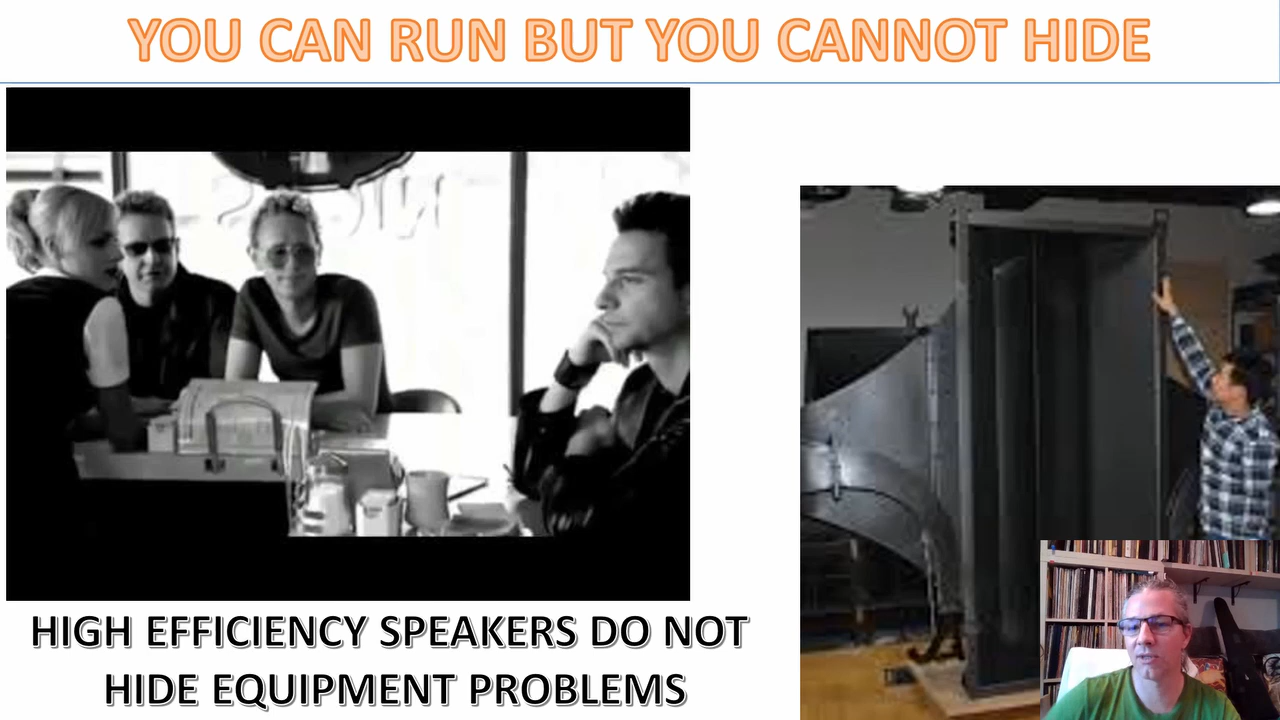 YOU CAN RUN BUT YOU CANNOT HIDE
HIGH EFFICIENCY SPEAKERS DO NOT
HIDE EQUIPMENT PROBLEMS